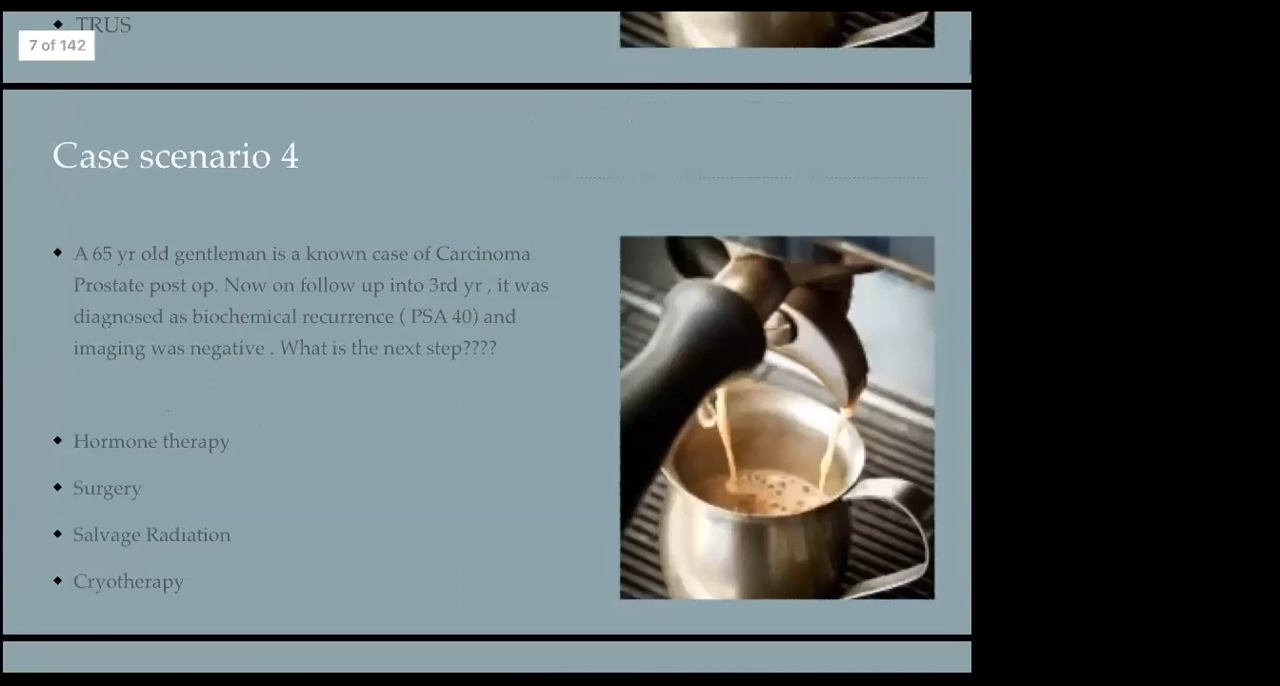 TRUS
7 of 142
Case scenario 4
A 65 yr old gentleman is a known case of Carcinoma
Prostate post op. Now on follow up into 3rd yr , it was
diagnosed as biochemical recurrence ( PSA 40) and
imaging was negative . What is the next step????
Hormone therapy
Surgery
Salvage Radiation
Cryotherapy